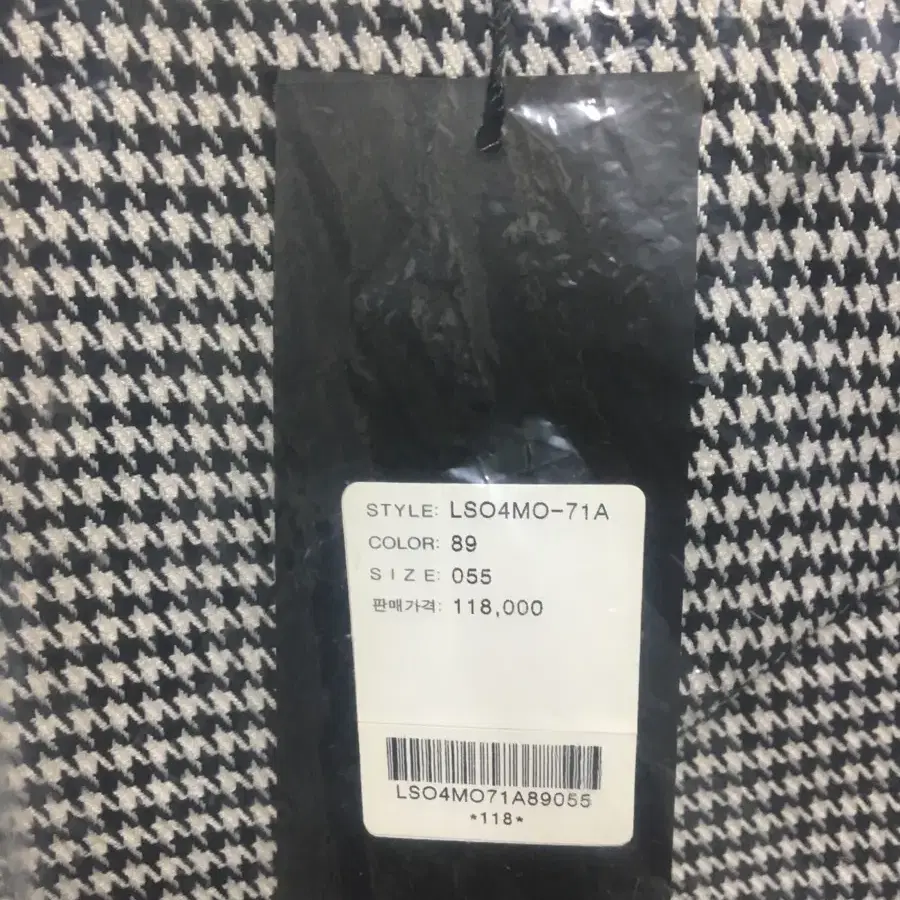 STYLE: LSO4MO-71A
COLOR: 89
SIZE: 055
판매가격: 118,000
LSO4MO71A89055
*118*